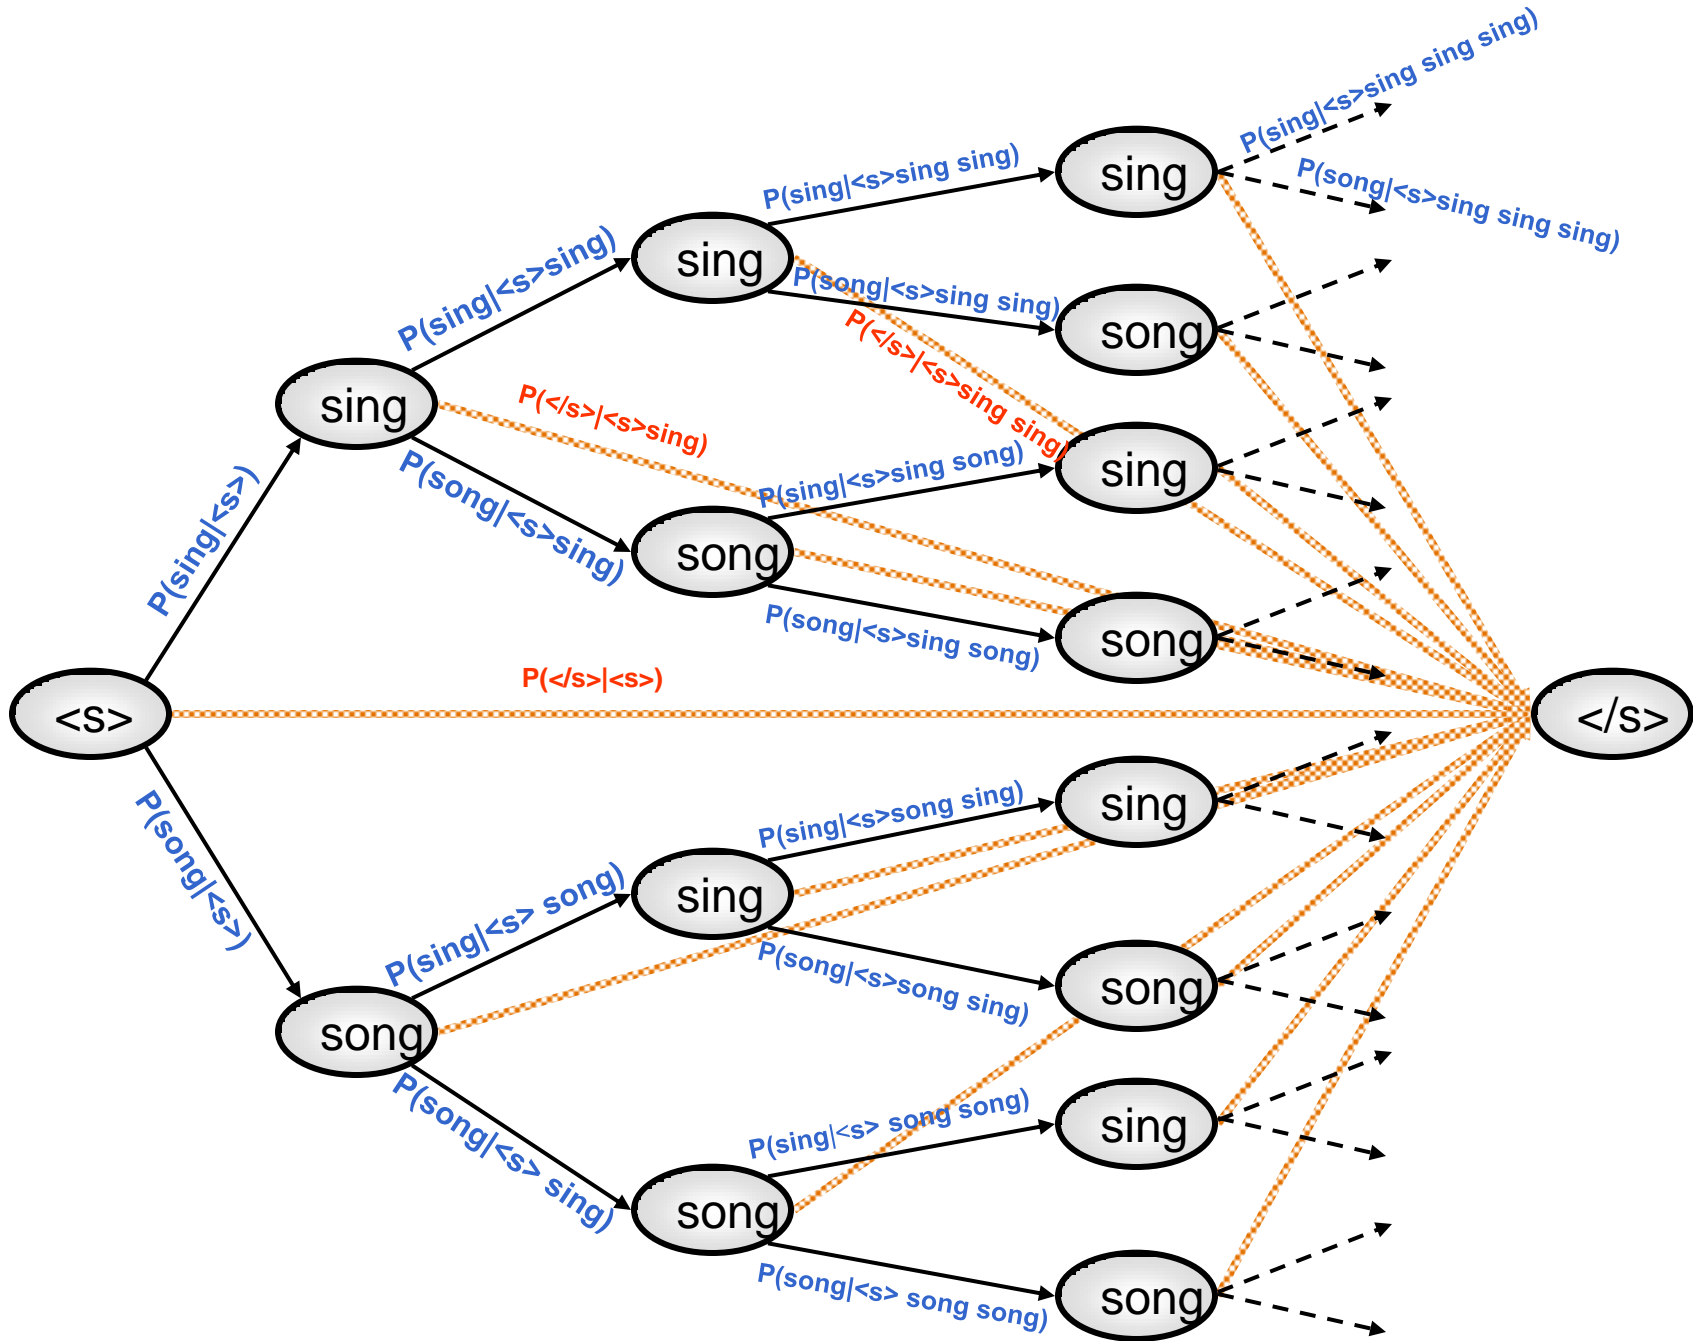 P(sing|<s>sing sing sing)
P(song|<s>sing sing sing)
P(sing|<s>sing sing)
sing
P(sing|<s>sing)
sing
P(song|<s>sing sing)
song
P(</s>|<s>sing sing)
sing
P(</s>|<s>sing)
P(sing|<s>sing song)
sing
P(song|<s>sing)
song
P(sing|<s>)
P(song|<s>sing song)
song
<s>
P(</s>|<s>)
</s>
P(song|<s>)
P(sing|<s>song sing)
sing
P(sing|<s> song)
sing
P(song|<s>song sing)
song
song
P(song|<s> sing)
P(sing|<s> song song)
sing
song
P(song|<s> song song)
song